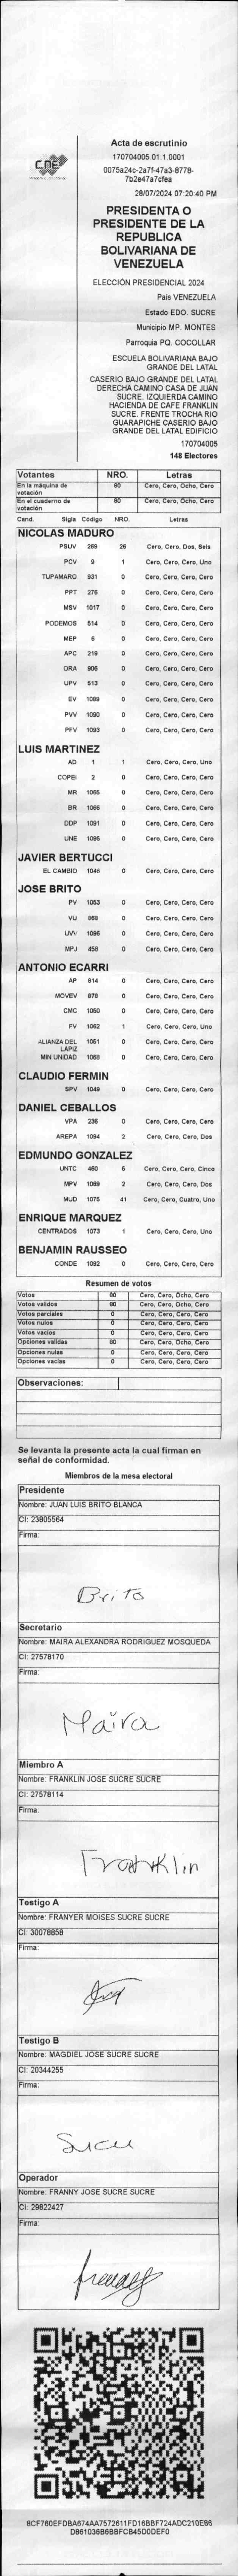 CNE
Acta de escrutinio
170704005.01.1.0001
0075a24c-2a7f-47a3-8778-
7b2e47a7cfea
28/07/2024 07:20:40 PM
PRESIDENTA O
PRESIDENTE DE LA
REPUBLICA
BOLIVARIANA DE
VENEZUELA
ELECCIÓN PRESIDENCIAL 2024
Pais VENEZUELA
Estado EDO. SUCRE
Municipio MP. MONTES
Parroquia PQ. COCOLLAR
ESCUELA BOLIVARIANA BAJO
GRANDE DEL LATAL
CASERIO BAJO GRANDE DEL LATAL
DERECHA CAMINO CASA DE JUAN
SUCRE. IZQUIERDA CAMINO
HACIENDA DE CAFE FRANKLIN
SUCRE. FRENTE TROCHA RIO
GUARAPICHE CASERIO BAJO
GRANDE DEL LATAL EDIFICIO
170704005
148 Electores
Votantes NRO. Letras
En la máquina de votación 80 Cero, Cero, Ocho, Cero
En el cuaderno de votación 80 Cero, Cero, Ocho, Cero
Cand. Sigla Código NRO. Letras
NICOLAS MADURO
PSUV 269 26 Cero, Cero, Dos, Seis
PCV 9 1 Cero, Cero, Cero, Uno
TUPAMARO 931 0 Cero, Cero, Cero, Cero
PPT 276 0 Cero, Cero, Cero, Cero
MSV 1017 0 Cero, Cero, Cero, Cero
PODEMOS 514 0 Cero, Cero, Cero, Cero
MEP 6 0 Cero, Cero, Cero, Cero
APC 219 0 Cero, Cero, Cero, Cero
ORA 906 0 Cero, Cero, Cero, Cero
UPV 513 0 Cero, Cero, Cero, Cero
EV 1089 0 Cero, Cero, Cero, Cero
PVV 1090 0 Cero, Cero, Cero, Cero
PFV 1093 0 Cero, Cero, Cero, Cero
LUIS MARTINEZ
AD 1 1 Cero, Cero, Cero, Uno
COPEI 2 0 Cero, Cero, Cero, Cero
MR 1065 0 Cero, Cero, Cero, Cero
BR 1066 0 Cero, Cero, Cero, Cero
DDP 1091 0 Cero, Cero, Cero, Cero
UNE 1095 0 Cero, Cero, Cero, Cero
JAVIER BERTUCCI
EL CAMBIO 1048 0 Cero, Cero, Cero, Cero
JOSE BRITO
PV 1053 0 Cero, Cero, Cero, Cero
VU 868 0 Cero, Cero, Cero, Cero
UVV 1096 0 Cero, Cero, Cero, Cero
MPJ 458 0 Cero, Cero, Cero, Cero
ANTONIO ECARRI
AP 814 0 Cero, Cero, Cero, Cero
MOVEV 878 0 Cero, Cero, Cero, Cero
CMC 1050 0 Cero, Cero, Cero, Cero
FV 1062 1 Cero, Cero, Cero, Uno
ALIANZA DEL LAPIZ 1051 0 Cero, Cero, Cero, Cero
MIN UNIDAD 1068 0 Cero, Cero, Cero, Cero
CLAUDIO FERMIN
SPV 1049 0 Cero, Cero, Cero, Cero
DANIEL CEBALLOS
VPA 236 0 Cero, Cero, Cero, Cero
AREPA 1094 2 Cero, Cero, Cero, Dos
EDMUNDO GONZALEZ
UNTC 460 Cero, Cero, Cero, Cinco
MPV 1069 2 Cero, Cero, Cero, Dos
MUD 1075 41 Cero, Cero, Cuatro, Uno
ENRIQUE MARQUEZ
CENTRADOS 1073 1 Cero, Cero, Cero, Uno
BENJAMIN RAUSSEO
CONDE 1092 0 Cero, Cero, Cero, Cero
Resumen de votos
Votos 80 Cero, Cero, Ocho, Cero
Votos validos 80 Cero, Cero, Ocho, Cero
Votos parciales 0 Cero, Cero, Cero, Cero
Votos nulos 0 Cero, Cero, Cero, Cero
Votos vacios 0 Cero, Cero, Cero, Cero
Opciones validas 80 Cero, Cero, Ocho, Cero
Opciones nulas 0 Cero, Cero, Cero, Cero
Opciones vacias 0 Cero, Cero, Cero, Cero
Observaciones:
Se levanta la presente acta la cual firman en
señal de conformidad.
Miembros de la mesa electoral
Presidente
Nombre: JUAN LUIS BRITO BLANCA
CI: 23805564
Firma:
Brito
Secretario
Nombre: MAIRA ALEXANDRA RODRIGUEZ MOSQUEDA
CI: 27578170
Firma:
Maira
Miembro A
Nombre: FRANKLIN JOSE SUCRE SUCRE
CI: 27578114
Firma:
Franklin
Testigo A
Nombre: FRANYER MOISES SUCRE SUCRE
CI: 30078858
Firma:
Testigo B
Nombre: MAGDIEL JOSE SUCRE SUCRE
CI: 20344255
Firma:
Operador
Nombre: FRANNY JOSE SUCRE SUCRE
CI: 29822427
Firma:
8CF760EFDBA674AA7572611FD16BBF724ADC210E86
D861036B6BBFCB45D0DEF0